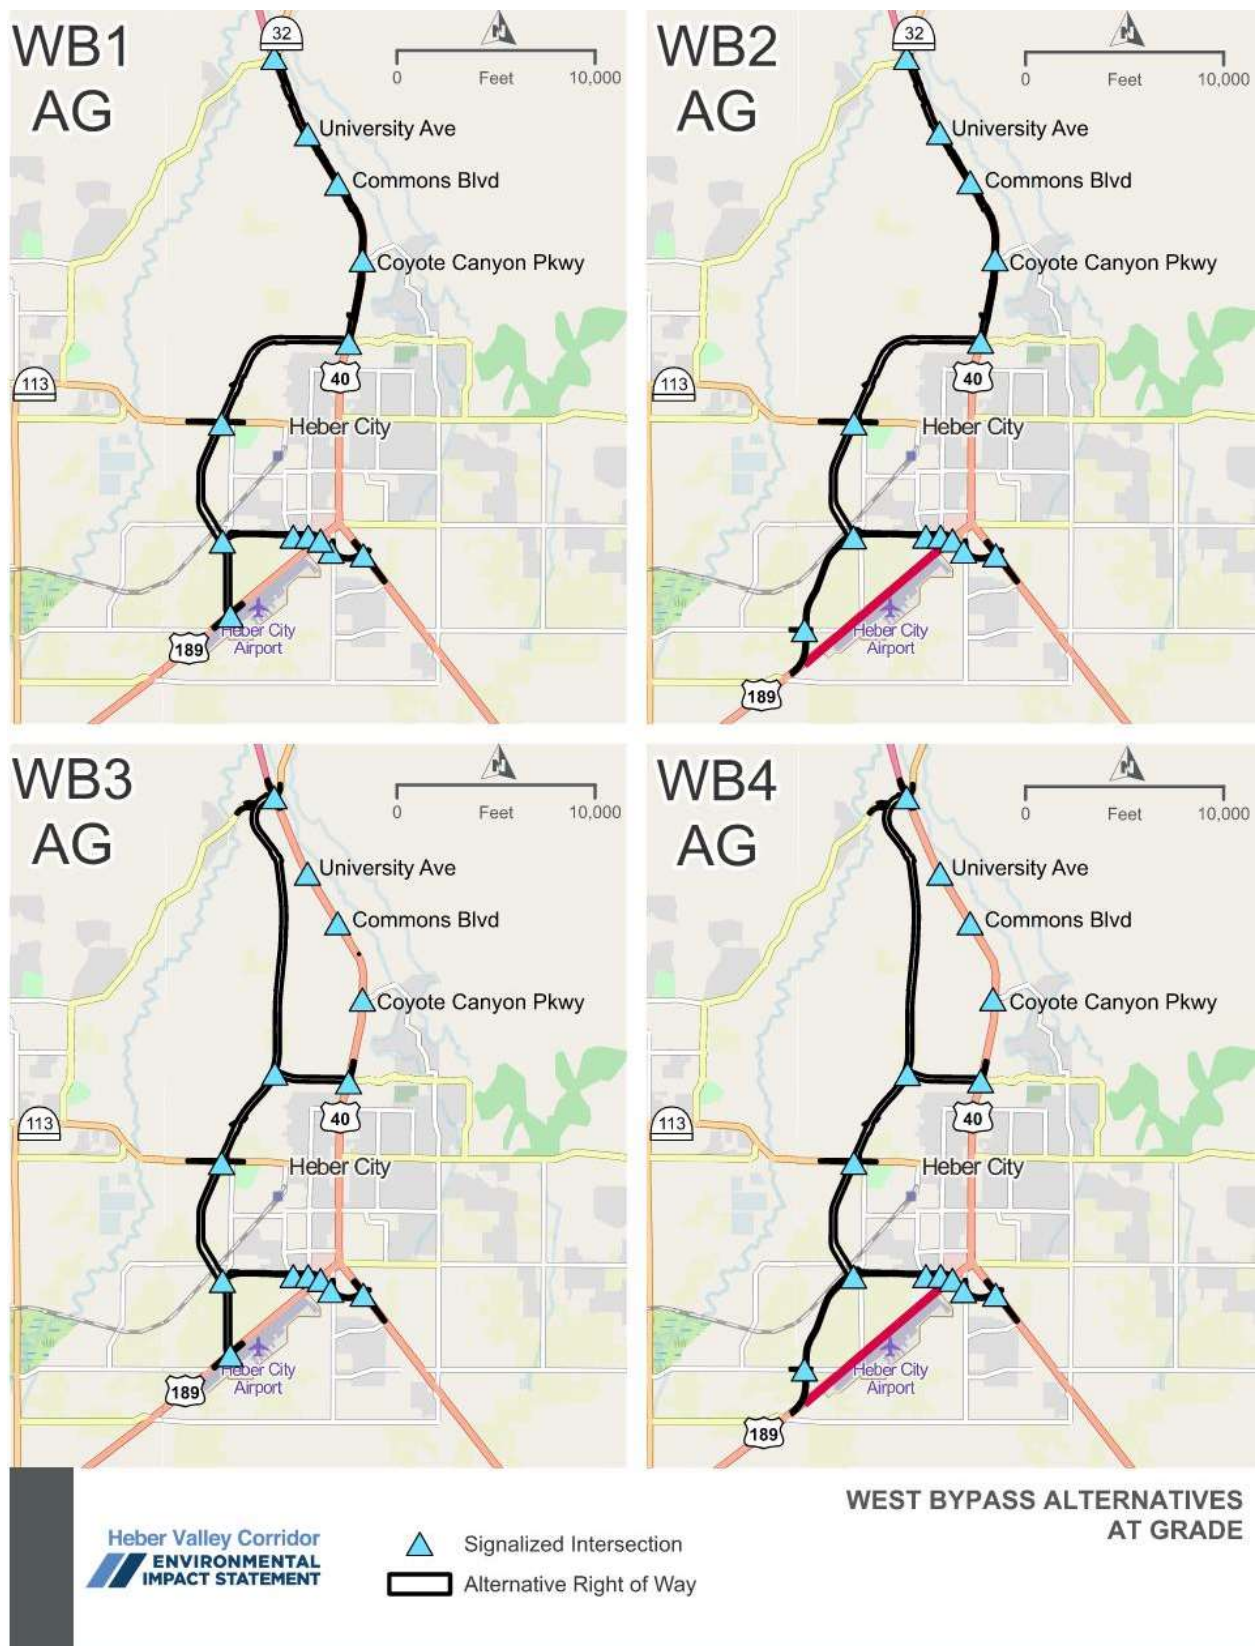 WB1
AG
32
N
0
Feet
10,000
University Ave
Commons Blvd
Coyote Canyon Pkwy
40
113
Heber City
Heber City
Airport
189
WB2
AG
32
N
0
Feet
10,000
University Ave
Commons Blvd
Coyote Canyon Pkwy
40
113
Heber City
Heber City
Airport
189
WB3
AG
N
0
Feet
10,000
University Ave
Commons Blvd
Coyote Canyon Pkwy
40
113
Heber City
Heber City
Airport
189
WB4
AG
N
0
Feet
10,000
University Ave
Commons Blvd
Coyote Canyon Pkwy
40
113
Heber City
Heber City
Airport
189
WEST BYPASS ALTERNATIVES
AT GRADE
Heber Valley Corridor
ENVIRONMENTAL
IMPACT STATEMENT
Signalized Intersection
Alternative Right of Way